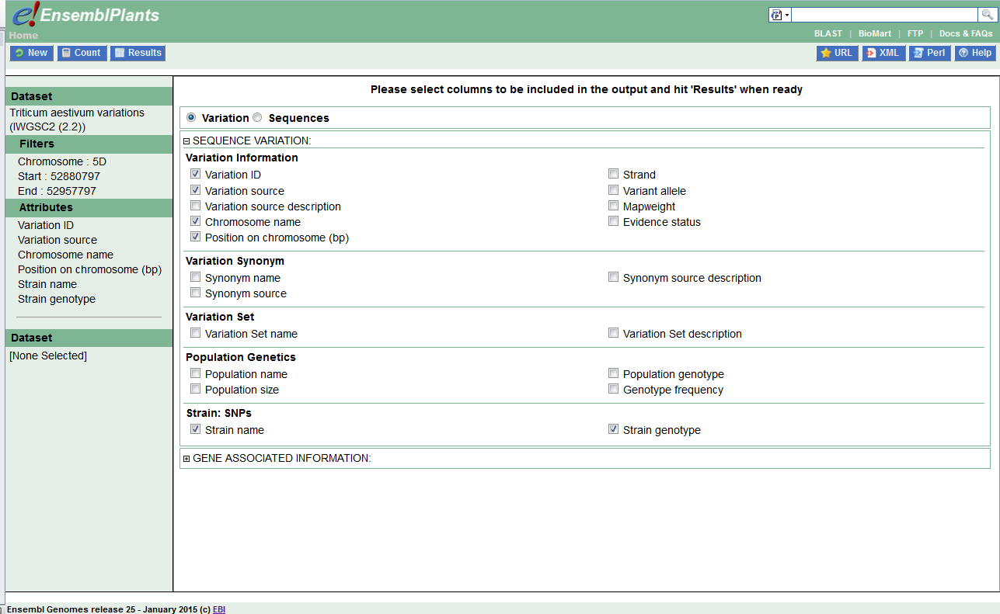 e! EnsemblPlants
Home
BLAST | BioMart | FTP | Docs & FAQs
New Count Results
URL XML Perl Help
Dataset
Triticum aestivum variations
(IWGSC2 (2.2))
Filters
Chromosome : 5D
Start : 52880797
End : 52957797
Attributes
Variation ID
Variation source
Chromosome name
Position on chromosome (bp)
Strain name
Strain genotype
Dataset
[None Selected]
Please select columns to be included in the output and hit 'Results' when ready
Variation Sequences
SEQUENCE VARIATION:
Variation Information
Variation ID Strand
Variation source Variant allele
Variation source description Mapweight
Chromosome name Evidence status
Position on chromosome (bp)
Variation Synonym
Synonym name Synonym source description
Synonym source
Variation Set
Variation Set name Variation Set description
Population Genetics
Population name Population genotype
Population size Genotype frequency
Strain: SNPs
Strain name Strain genotype
GENE ASSOCIATED INFORMATION:
Ensembl Genomes release 25 - January 2015 (c) EBI